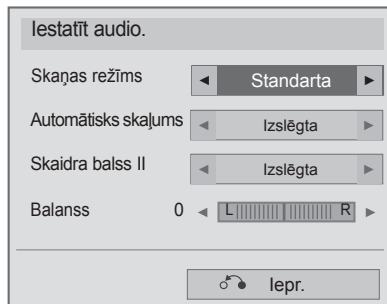 Iestatīt audio.
Skaņas režīms ◄ Standarta ►
Automātisks skaļums ◄ Izslēgta ►
Skaidra balss II ◄ Izslēgta ►
Balanss 0 ◄ L R ►
Iepr.